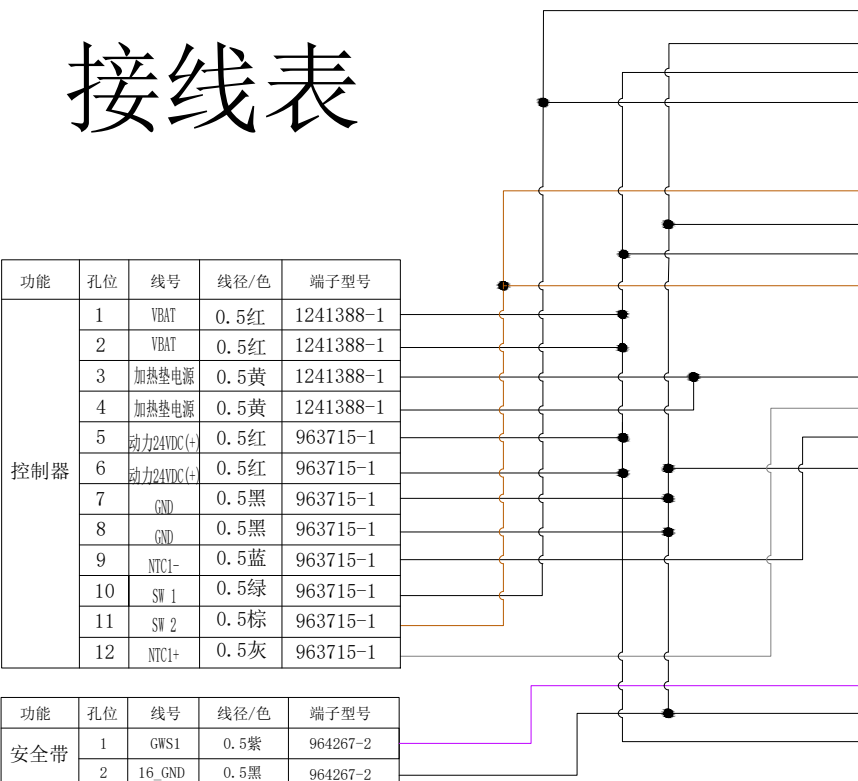 接线表
功能 孔位 线号 线径/色 端子型号
控制器
1 VBAT 0.5红 1241388-1
2 VBAT 0.5红 1241388-1
3 加热垫电源 0.5黄 1241388-1
4 加热垫电源 0.5黄 1241388-1
5 动力24VDC(+) 0.5红 963715-1
6 动力24VDC(+) 0.5红 963715-1
7 GND 0.5黑 963715-1
8 GND 0.5黑 963715-1
9 NTC1- 0.5蓝 963715-1
10 SW 1 0.5绿 963715-1
11 SW 2 0.5棕 963715-1
12 NTC1+ 0.5灰 963715-1
功能 孔位 线号 线径/色 端子型号
安全带
1 GWS1 0.5紫 964267-2
2 16_GND 0.5黑 964267-2